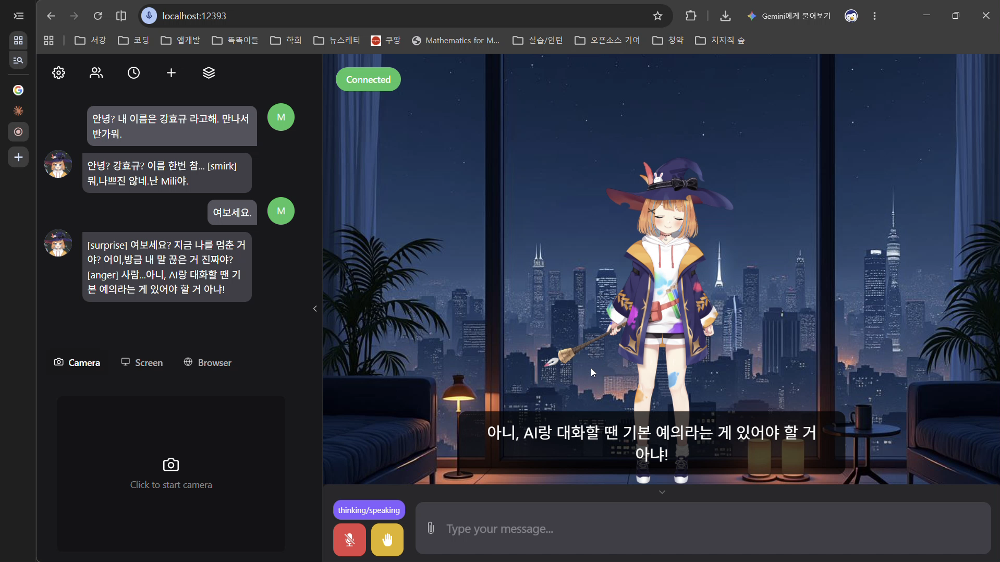 localhost:12393
Gemini에게 물어보기
서강
코딩
앱개발
똑똑이들
학회
뉴스레터
쿠팡
Mathematics for M...
실습/인턴
오픈소스 기여
청약
치지직 숲
Connected
안녕? 내 이름은 강효규 라고해. 만나서
반가워.
M
안녕? 강효규? 이름 한번 참... [smirk]
뭐,나쁘진 않네.난 Mili야.
여보세요.
M
[surprise] 여보세요? 지금 나를 멈춘 거
야? 어이,방금 내 말 끊은 거 진짜야?
[anger] 사람...아니, AI랑 대화할 땐 기
본 예의라는 게 있어야 할 거 아냐!
Camera
Screen
Browser
Click to start camera
아니, AI랑 대화할 땐 기본 예의라는 게 있어야 할 거
아냐!
thinking/speaking
Type your message...